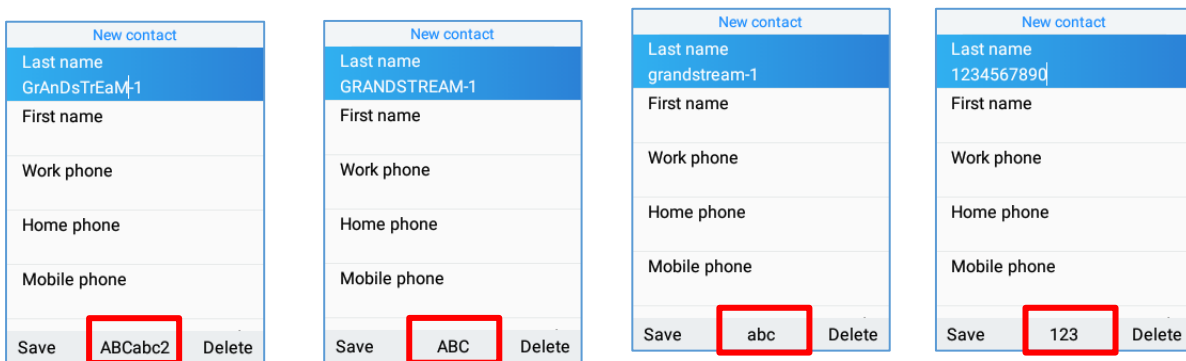 New contact
Last name
GrAnDsTrEaM-1
First name
Work phone
Home phone
Mobile phone
Save ABCabc2 Delete
New contact
Last name
GRANDSTREAM-1
First name
Work phone
Home phone
Mobile phone
Save ABC Delete
New contact
Last name
grandstream-1
First name
Work phone
Home phone
Mobile phone
Save abc Delete
New contact
Last name
1234567890
First name
Work phone
Home phone
Mobile phone
Save 123 Delete